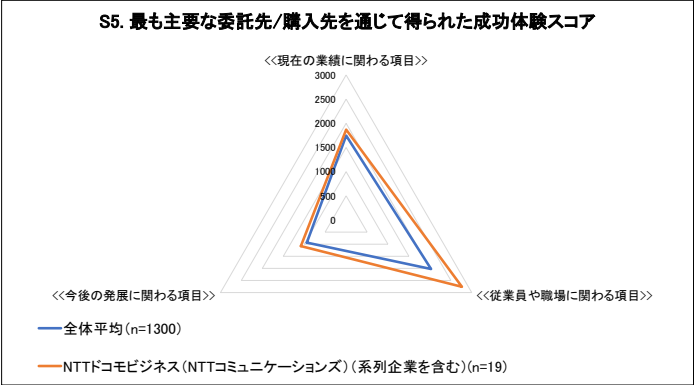 S5. 最も主要な委託先/購入先を通じて得られた成功体験スコア
<<現在の業績に関わる項目>>
3000
2500
2000
1500
1000
500
0
<<今後の発展に関わる項目>>
<<従業員や職場に関わる項目>>
全体平均(n=1300)
NTTドコモビジネス(NTTコミュニケーションズ)(系列企業を含む)(n=19)